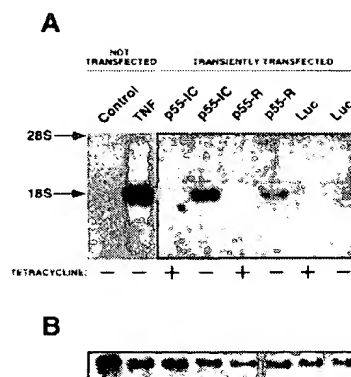 A
NOT TRANSIENTLY TRANSFECTED
TRANSFECTED
Control TNF p55-IC p55-IC p55-R p55-R Luc Luc
28S
18S
TETRACYCLINE: − − + − + − + −
B